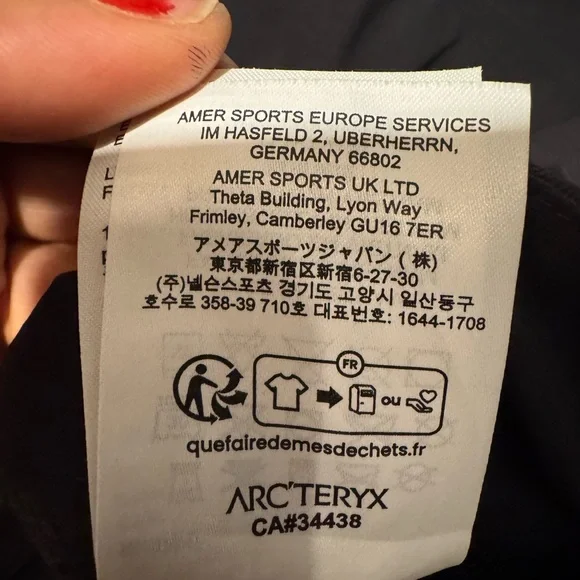 AMER SPORTS EUROPE SERVICES
IM HASFELD 2, UBERHERRN,
GERMANY 66802
AMER SPORTS UK LTD
Theta Building, Lyon Way
Frimley, Camberley GU16 7ER
アメアスポーツジャパン (株)
東京都新宿区新宿6-27-30
(주)넬슨스포츠 경기도 고양시 일산동구
호수로 358-39 710호 대표번호: 1644-1708
FR
ou
quefairedemesdechets.fr
ARC'TERYX
CA#34438